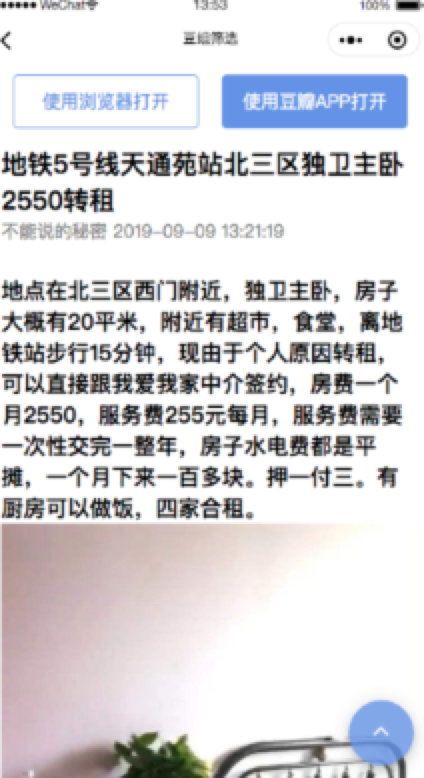 WeChat
13:53
100%
豆组筛选
使用浏览器打开
使用豆瓣APP打开
地铁5号线天通苑站北三区独卫主卧
2550转租
不能说的秘密 2019-09-09 13:21:19
地点在北三区西门附近，独卫主卧，房子
大概有20平米，附近有超市，食堂，离地
铁站步行15分钟，现由于个人原因转租，
可以直接跟我爱我家中介签约，房费一个
月2550，服务费255元每月，服务费需要
一次性交完一整年，房子水电费都是平
摊，一个月下来一百多块。押一付三。有
厨房可以做饭，四家合租。